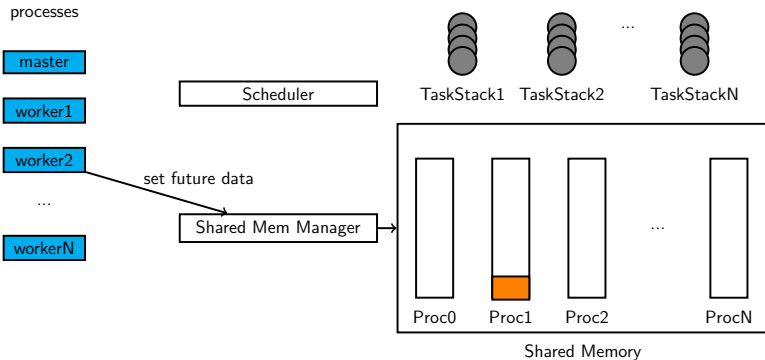 processes
master
worker1
worker2
...
workerN
Scheduler
set future data
Shared Mem Manager
...
TaskStack1 TaskStack2 TaskStackN
...
Proc0 Proc1 Proc2 ProcN
Shared Memory